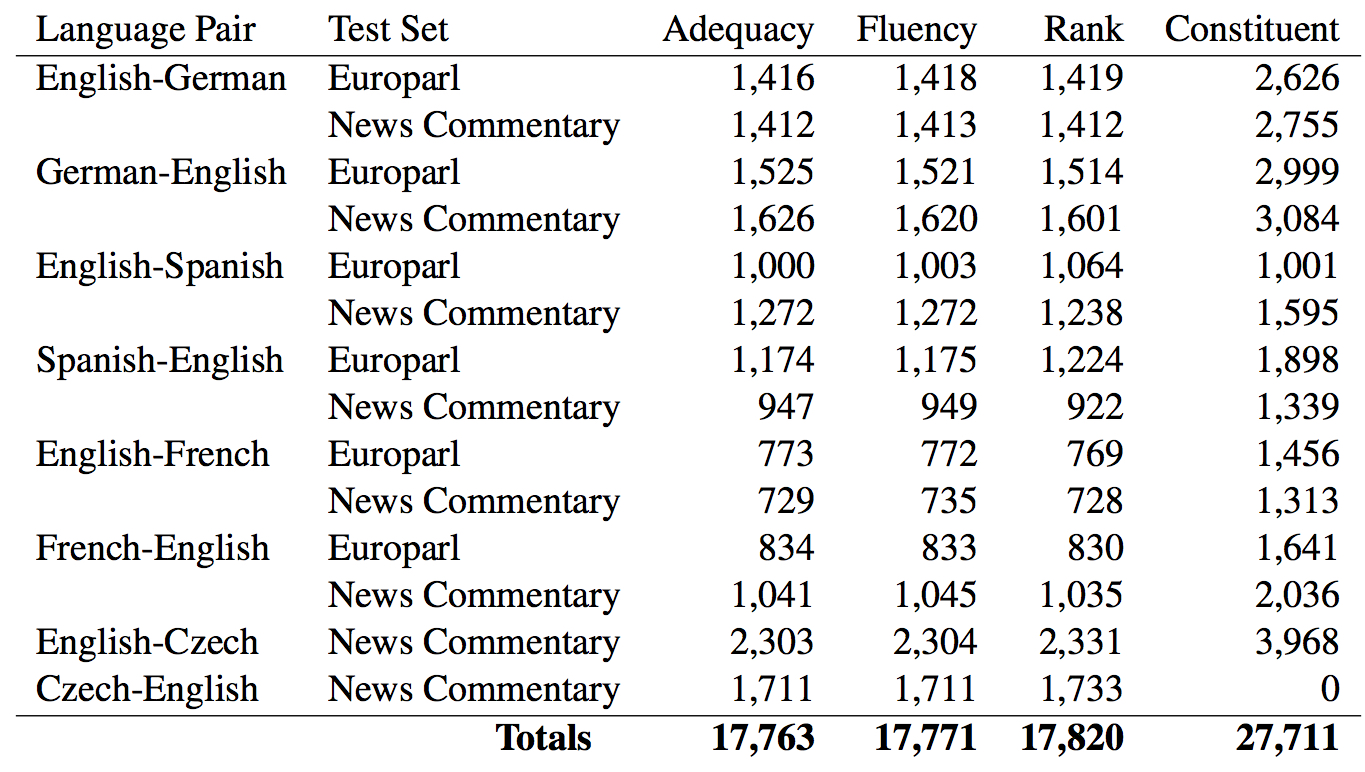 Language Pair Test Set Adequacy Fluency Rank Constituent
English-German Europarl 1,416 1,418 1,419 2,626
News Commentary 1,412 1,413 1,412 2,755
German-English Europarl 1,525 1,521 1,514 2,999
News Commentary 1,626 1,620 1,601 3,084
English-Spanish Europarl 1,000 1,003 1,064 1,001
News Commentary 1,272 1,272 1,238 1,595
Spanish-English Europarl 1,174 1,175 1,224 1,898
News Commentary 947 949 922 1,339
English-French Europarl 773 772 769 1,456
News Commentary 729 735 728 1,313
French-English Europarl 834 833 830 1,641
News Commentary 1,041 1,045 1,035 2,036
English-Czech News Commentary 2,303 2,304 2,331 3,968
Czech-English News Commentary 1,711 1,711 1,733 0
Totals 17,763 17,771 17,820 27,711